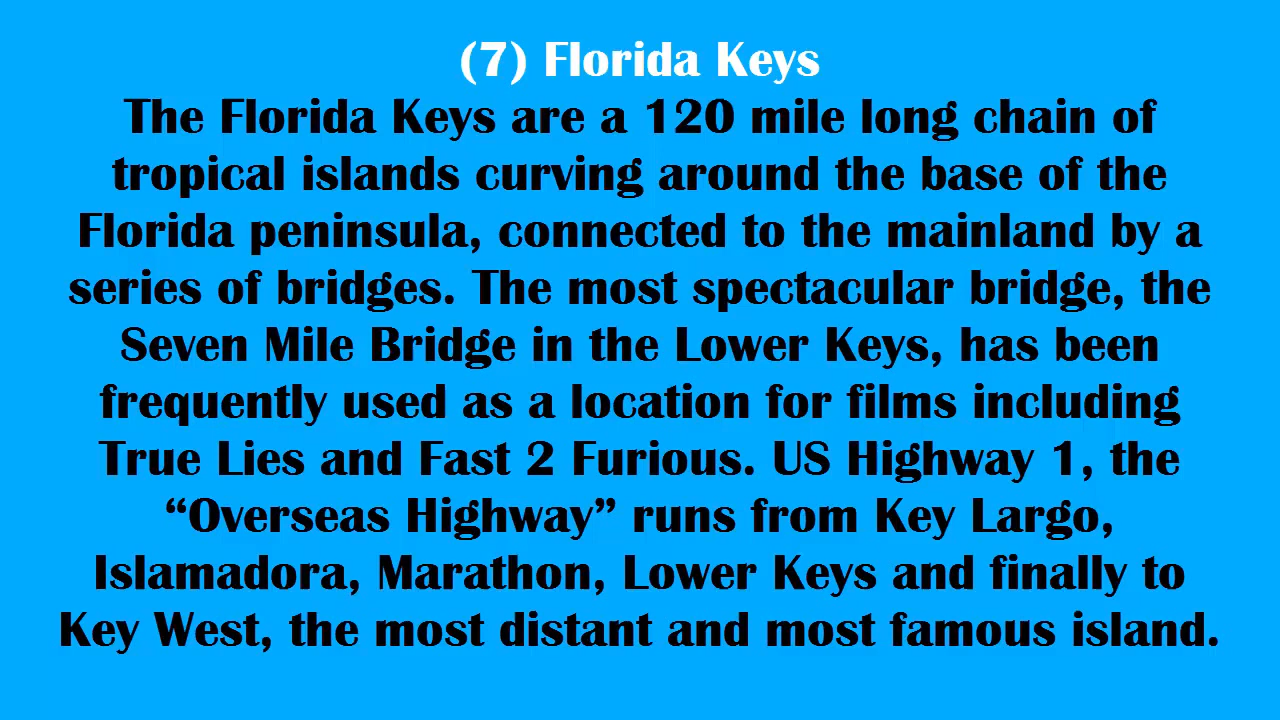 (7) Florida Keys
The Florida Keys are a 120 mile long chain of
tropical islands curving around the base of the
Florida peninsula, connected to the mainland by a
series of bridges. The most spectacular bridge, the
Seven Mile Bridge in the Lower Keys, has been
frequently used as a location for films including
True Lies and Fast 2 Furious. US Highway 1, the
“Overseas Highway” runs from Key Largo,
Islamadora, Marathon, Lower Keys and finally to
Key West, the most distant and most famous island.